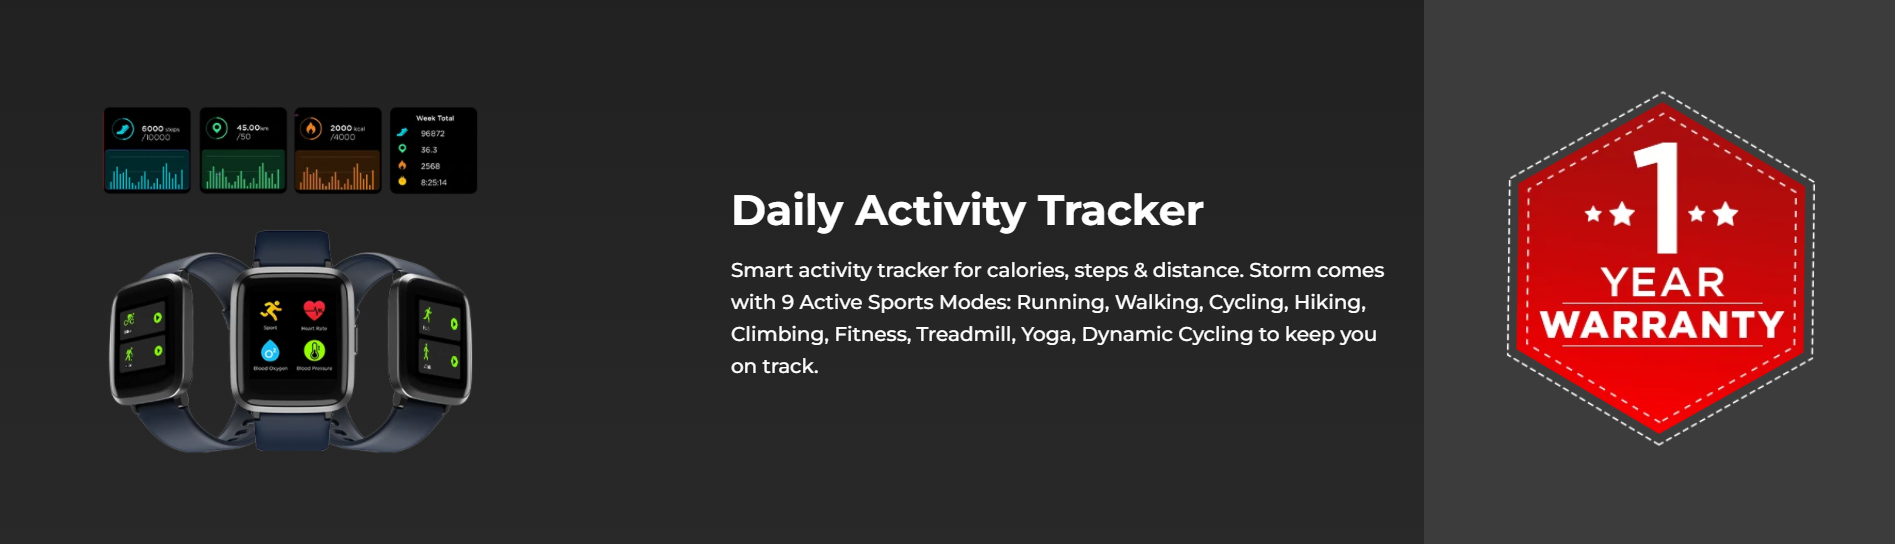 6000 steps
/10000
45.00km
/50
2000 kcal
/4000
Week Total
96872
36.3
2568
8:25:14
Sport
Heart Rate
Blood Oxygen
Blood Pressure
Daily Activity Tracker
Smart activity tracker for calories, steps & distance. Storm comes
with 9 Active Sports Modes: Running, Walking, Cycling, Hiking,
Climbing, Fitness, Treadmill, Yoga, Dynamic Cycling to keep you
on track.
1
YEAR
WARRANTY